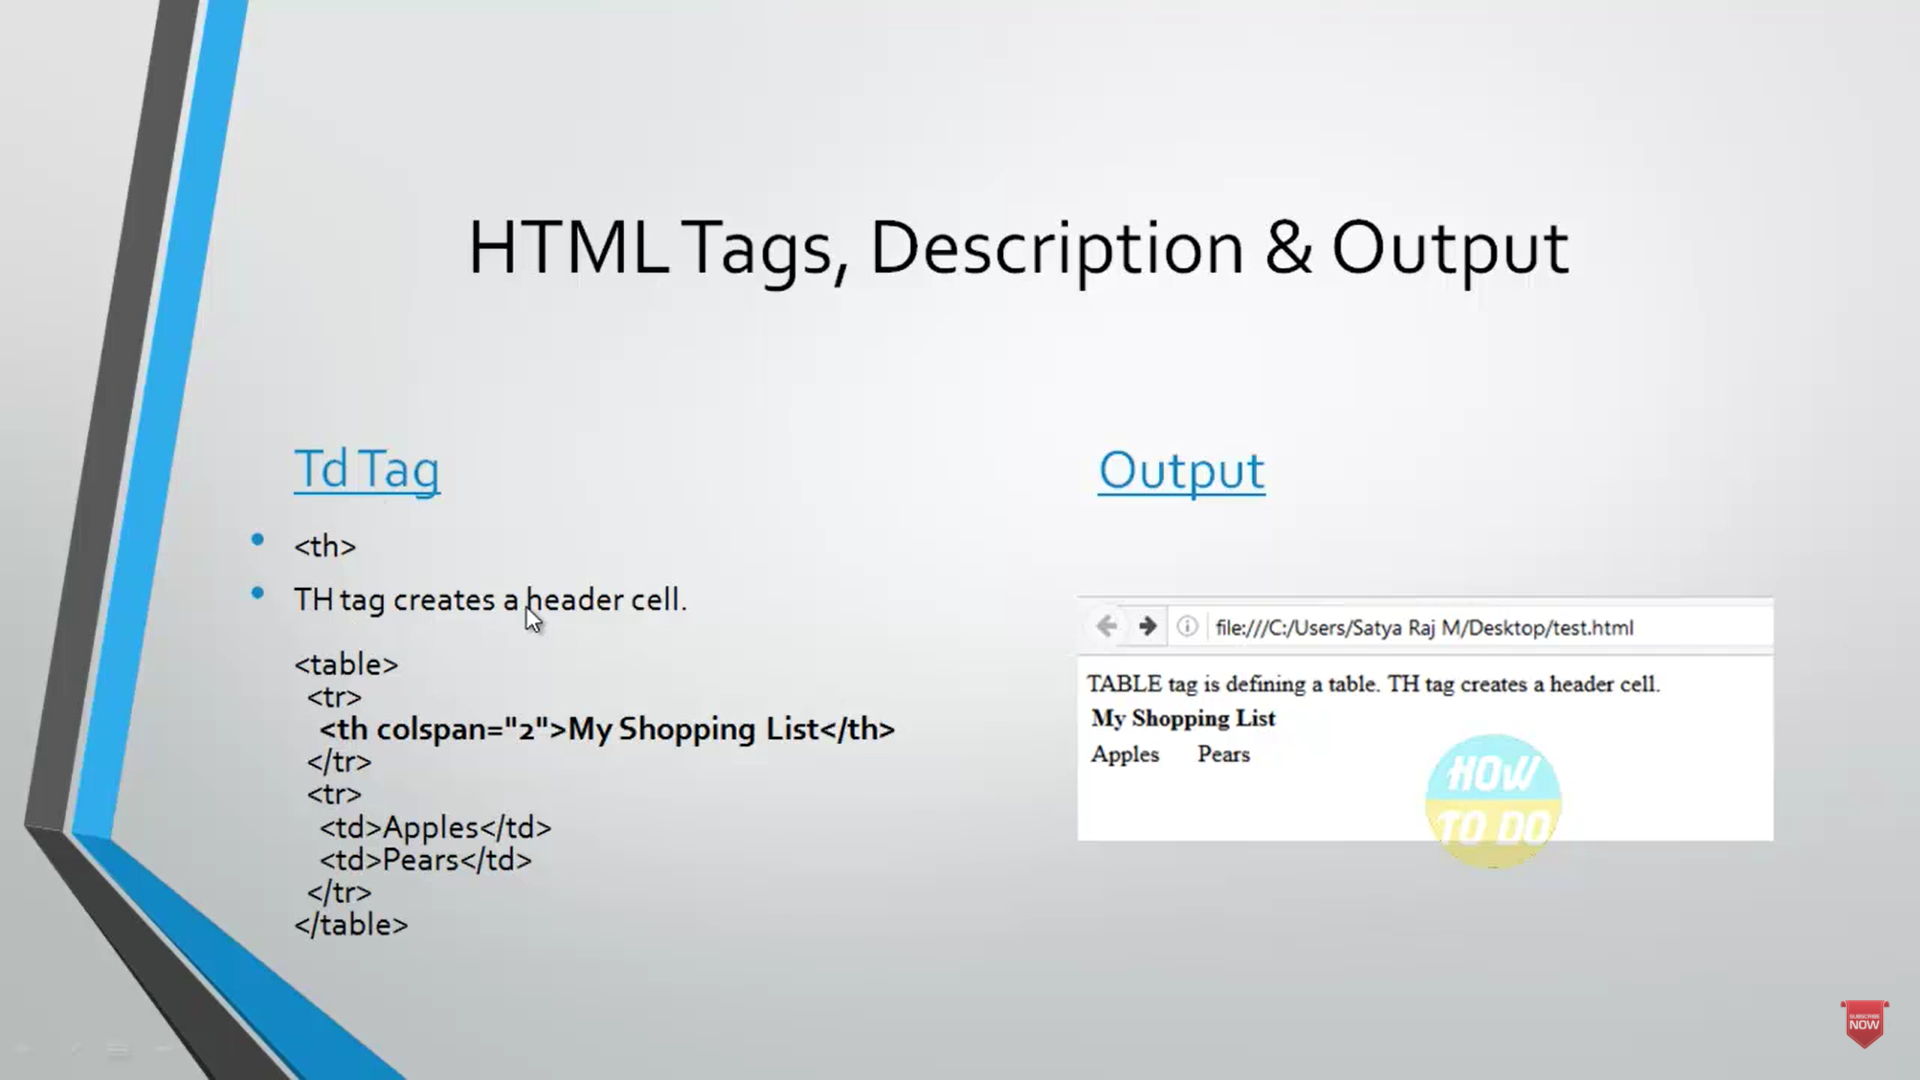 HTML Tags, Description & Output
Td Tag
<th>
TH tag creates a header cell.
<table>
<tr>
<th colspan="2">My Shopping List</th>
</tr>
<tr>
<td>Apples</td>
<td>Pears</td>
</tr>
</table>
Output
file:///C:/Users/Satya Raj M/Desktop/test.html
TABLE tag is defining a table. TH tag creates a header cell.
My Shopping List
Apples Pears
HOW
TO DO
SUBSCRIBE
NOW